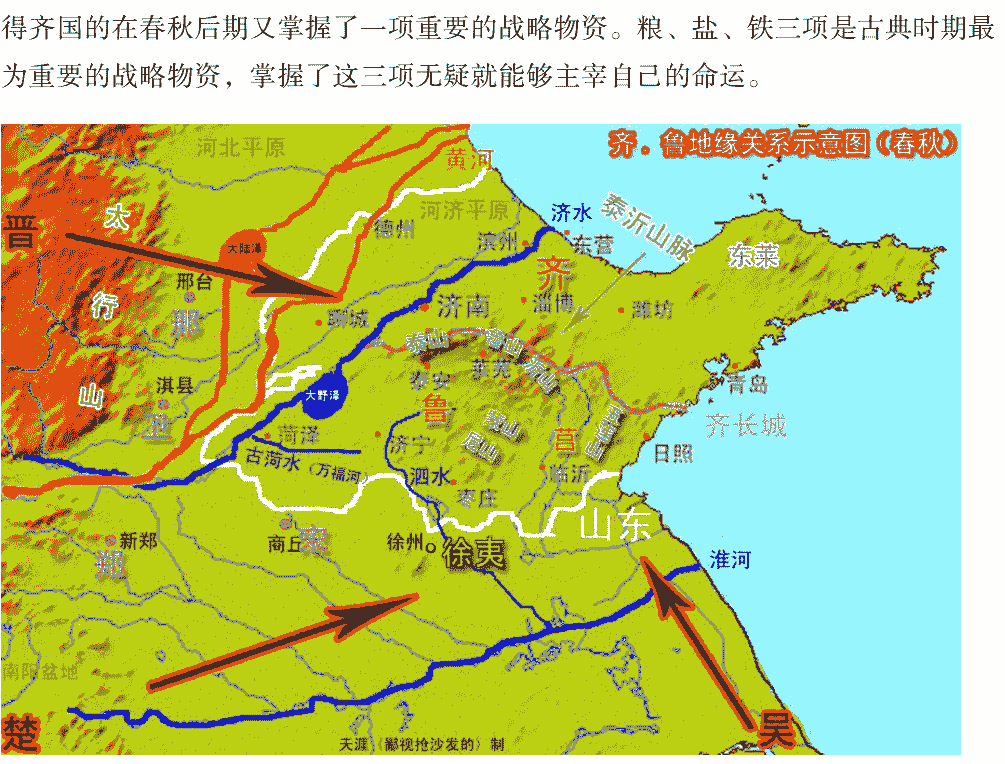 得齐国的在春秋后期又掌握了一项重要的战略物资。粮、盐、铁三项是古典时期最
为重要的战略物资，掌握了这三项无疑就能够主宰自己的命运。
齐。鲁地缘关系示意图（春秋）
河北平原
黄河
太
晋
河济平原
济水
泰沂山脉
德州
滨州
东营
大陆泽
东莱
齐
邢台
行
邢
聊城
济南
淄博
潍坊
泰山
鲁山
沂山
泰安
莱芜
青岛
山
淇县
大野泽
鲁
卫
菏泽
济宁
莒
齐长城
古菏水（万福河）
泗水
临沂
日照
枣庄
山东
新郑
郑
商丘
宋
徐州
徐夷
淮河
南阳盆地
楚
吴
天涯（鄙视抢沙发的）制